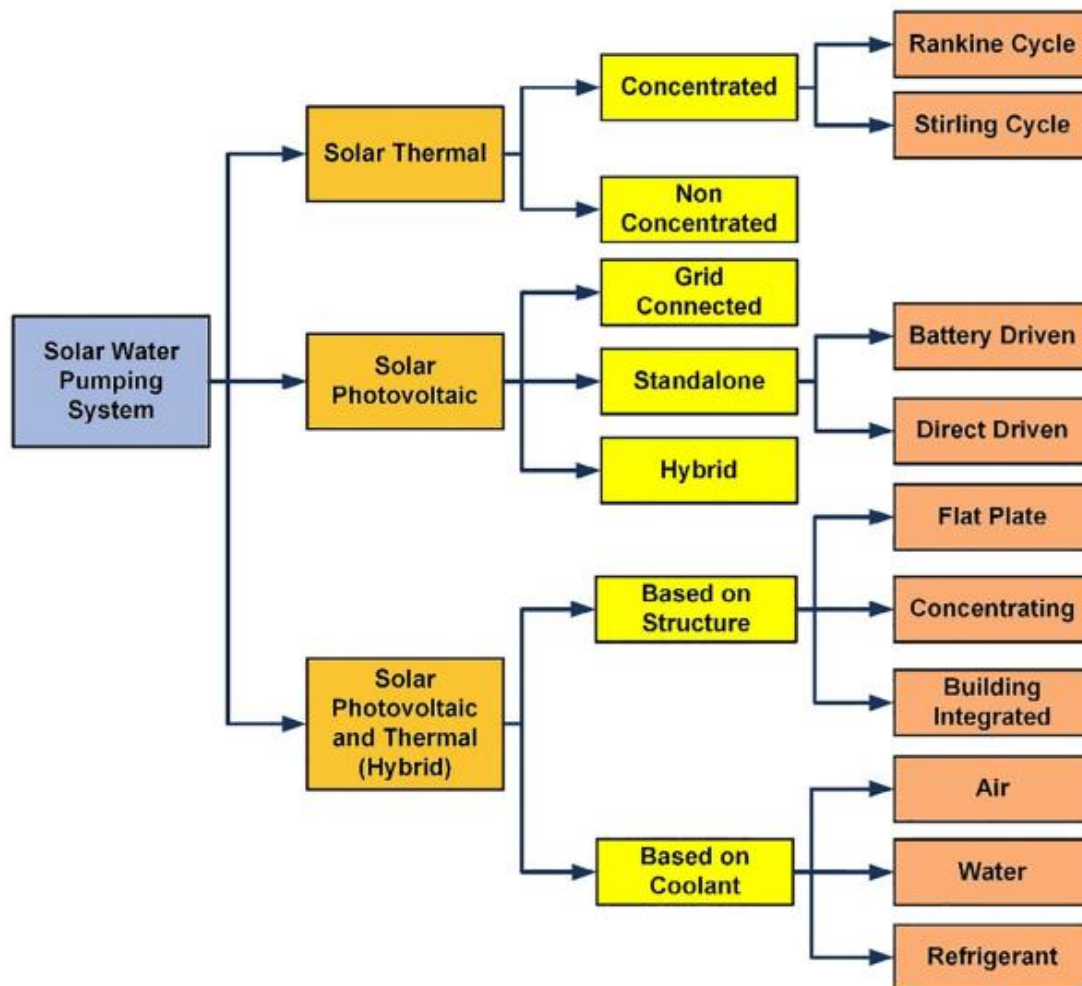 Rankine Cycle
Concentrated
Stirling Cycle
Solar Thermal
Non
Concentrated
Grid
Connected
Battery Driven
Solar Water
Pumping
System
Solar
Photovoltaic
Standalone
Direct Driven
Hybrid
Flat Plate
Based on
Structure
Concentrating
Building
Integrated
Solar
Photovoltaic
and Thermal
(Hybrid)
Air
Based on
Coolant
Water
Refrigerant